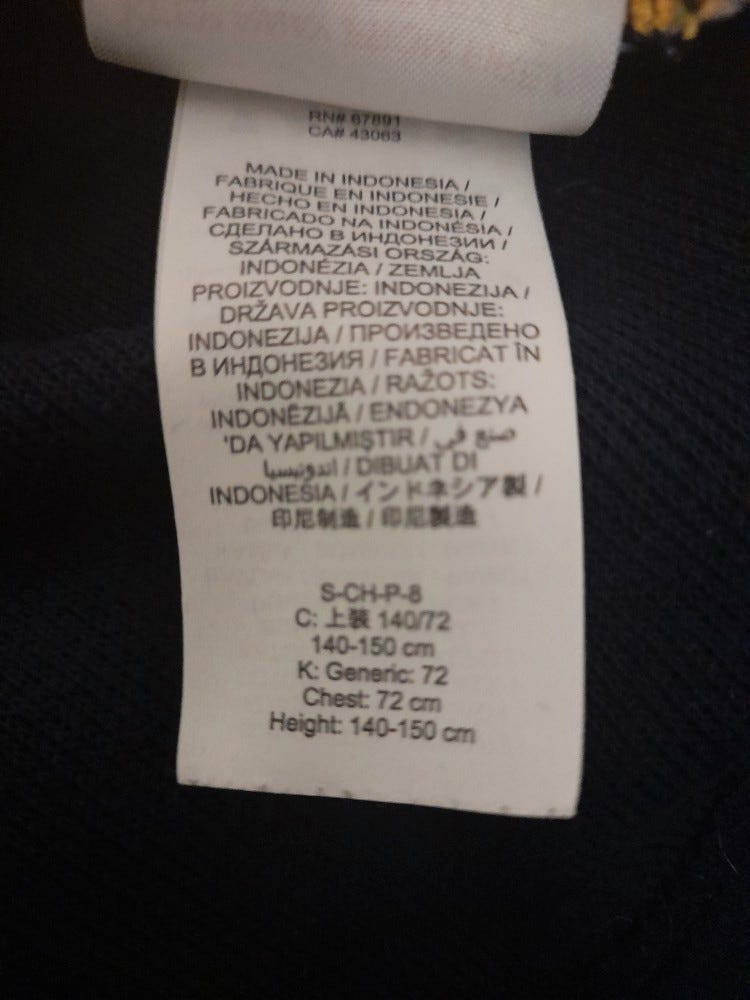 RN# 67891
CA# 43063
MADE IN INDONESIA /
FABRIQUE EN INDONESIE /
HECHO EN INDONESIA /
FABRICADO NA INDONÉSIA /
СДЕЛАНО В ИНДОНЕЗИИ /
SZÁRMAZÁSI ORSZÁG:
INDONÉZIA / ZEMLJA
PROIZVODNJE: INDONEZIJA /
DRŽAVA PROIZVODNJE:
INDONEZIJA / ПРОИЗВЕДЕНО
В ИНДОНЕЗИЯ / FABRICAT ÎN
INDONEZIA / RAŽOTS:
INDONĒZIJĀ / ENDONEZYA
'DA YAPILMIŞTIR / صنع في
اندونيسيا / DIBUAT DI
INDONESIA / インドネシア製 /
印尼制造 / 印尼製造
S-CH-P-8
C: 上裝 140/72
140-150 cm
K: Generic: 72
Chest: 72 cm
Height: 140-150 cm